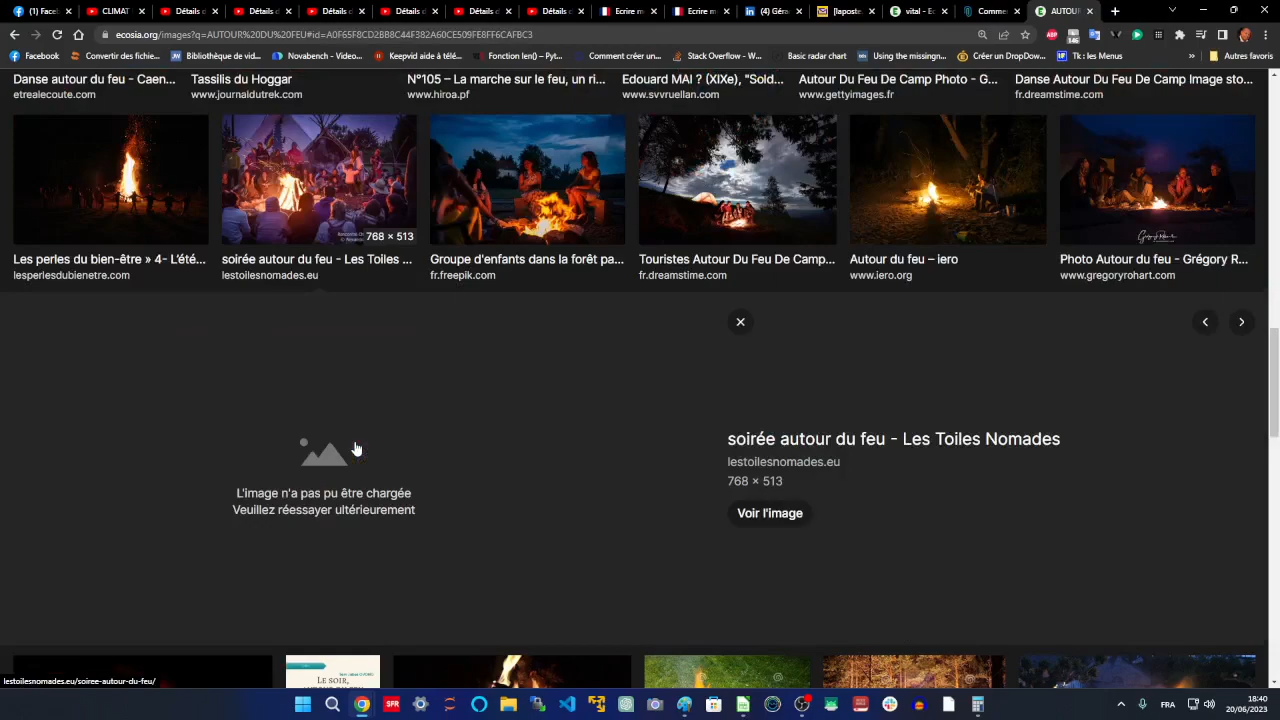 (1) Face
CLIMAT
Détails d
Détails d
Détails d
Détails d
Détails d
Détails d
Ecrire m
Ecrire m
(4) Géra
[laposte.
vital - Ec
Comme
AUTOUR
ecosia.org/images?q=AUTOUR%20DU%20FEU#id=A0F65F8CD2BB8C44F382A60CE509FE8FF6CAFBC3
Facebook
Convertir des fichie...
Bibliothèque de vid...
Novabench - Video...
Keepvid aide à télé...
Fonction len() – Pyt...
Comment créer un...
Stack Overflow - W...
Basic radar chart
Using the missingn...
Créer un DropDow...
Tk : les Menus
»
Autres favoris
Danse autour du feu - Caen...
Tassilis du Hoggar
N°105 – La marche sur le feu, un ri...
Edouard MAI ? (XIXe), "Sold...
Autour Du Feu De Camp Photo - G...
Danse Autour Du Feu De Camp Image sto...
etrealecoute.com
www.journaldutrek.com
www.hiroa.pf
www.svvruellan.com
www.gettyimages.fr
fr.dreamstime.com
768 × 513
Les perles du bien-être » 4- L'été...
soirée autour du feu - Les Toiles ...
Groupe d'enfants dans la forêt pa...
Touristes Autour Du Feu De Camp...
Autour du feu – iero
Photo Autour du feu - Grégory R...
lesperlesdubienetre.com
lestoilesnomades.eu
fr.freepik.com
fr.dreamstime.com
www.iero.org
www.gregoryrohart.com
soirée autour du feu - Les Toiles Nomades
lestoilesnomades.eu
768 × 513
Voir l'image
L'image n'a pas pu être chargée
Veuillez réessayer ultérieurement
LE SOIR,
lestoilesnomades.eu/soiree-autour-du-feu/
SFR
FRA
18:40
20/06/2023